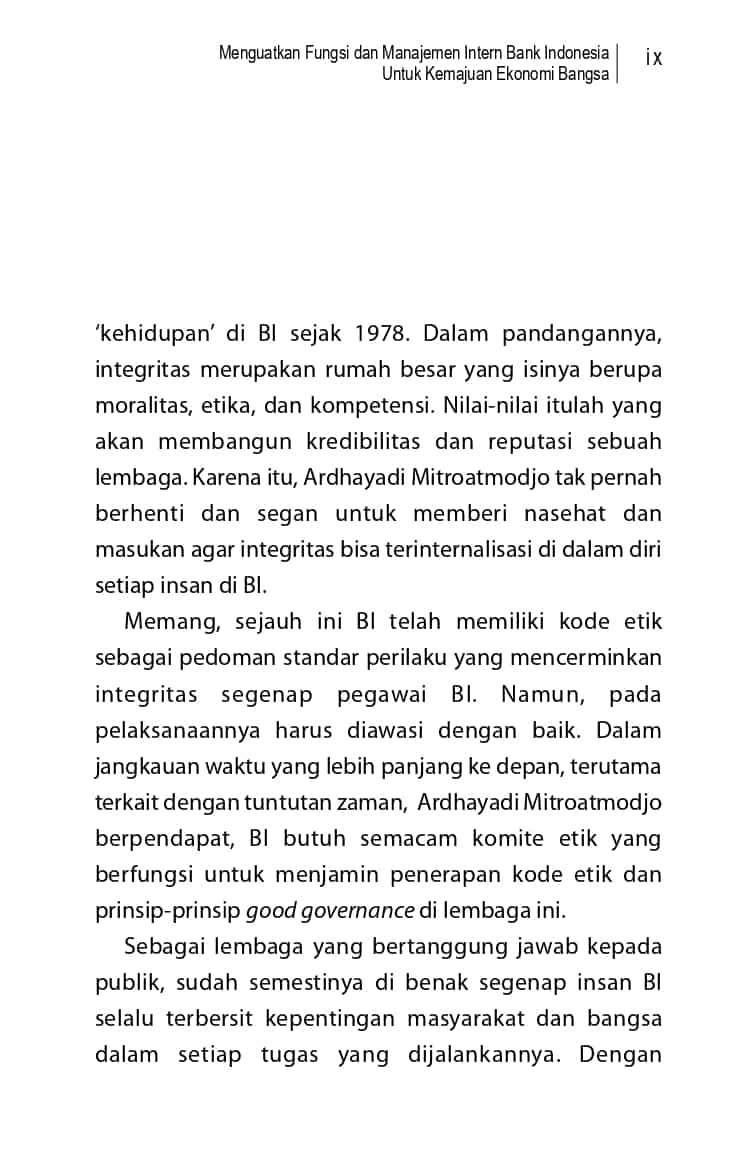 Menguatkan Fungsi dan Manajemen Intern Bank Indonesia
Untuk Kemajuan Ekonomi Bangsa
ix
‘kehidupan’ di BI sejak 1978. Dalam pandangannya,
integritas merupakan rumah besar yang isinya berupa
moralitas, etika, dan kompetensi. Nilai-nilai itulah yang
akan membangun kredibilitas dan reputasi sebuah
lembaga. Karena itu, Ardhayadi Mitroatmodjo tak pernah
berhenti dan segan untuk memberi nasehat dan
masukan agar integritas bisa terinternalisasi di dalam diri
setiap insan di BI.
Memang, sejauh ini BI telah memiliki kode etik
sebagai pedoman standar perilaku yang mencerminkan
integritas segenap pegawai BI. Namun, pada
pelaksanaannya harus diawasi dengan baik. Dalam
jangkauan waktu yang lebih panjang ke depan, terutama
terkait dengan tuntutan zaman, Ardhayadi Mitroatmodjo
berpendapat, BI butuh semacam komite etik yang
berfungsi untuk menjamin penerapan kode etik dan
prinsip-prinsip good governance di lembaga ini.
Sebagai lembaga yang bertanggung jawab kepada
publik, sudah semestinya di benak segenap insan BI
selalu terbersit kepentingan masyarakat dan bangsa
dalam setiap tugas yang dijalankannya. Dengan